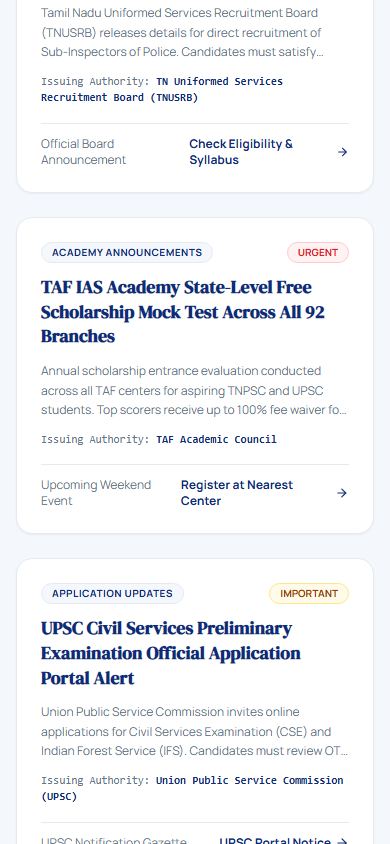 Tamil Nadu Uniformed Services Recruitment Board
(TNUSRB) releases details for direct recruitment of
Sub-Inspectors of Police. Candidates must satisfy...
Issuing Authority: TN Uniformed Services
Recruitment Board (TNUSRB)
Official Board
Announcement
Check Eligibility &
Syllabus
ACADEMY ANNOUNCEMENTS
URGENT
TAF IAS Academy State-Level Free
Scholarship Mock Test Across All 92
Branches
Annual scholarship entrance evaluation conducted
across all TAF centers for aspiring TNPSC and UPSC
students. Top scorers receive up to 100% fee waiver fo...
Issuing Authority: TAF Academic Council
Upcoming Weekend
Event
Register at Nearest
Center
APPLICATION UPDATES
IMPORTANT
UPSC Civil Services Preliminary
Examination Official Application
Portal Alert
Union Public Service Commission invites online
applications for Civil Services Examination (CSE) and
Indian Forest Service (IFS). Candidates must review OT...
Issuing Authority: Union Public Service Commission
(UPSC)
UPSC Notification Gazette
UPSC Portal Notice